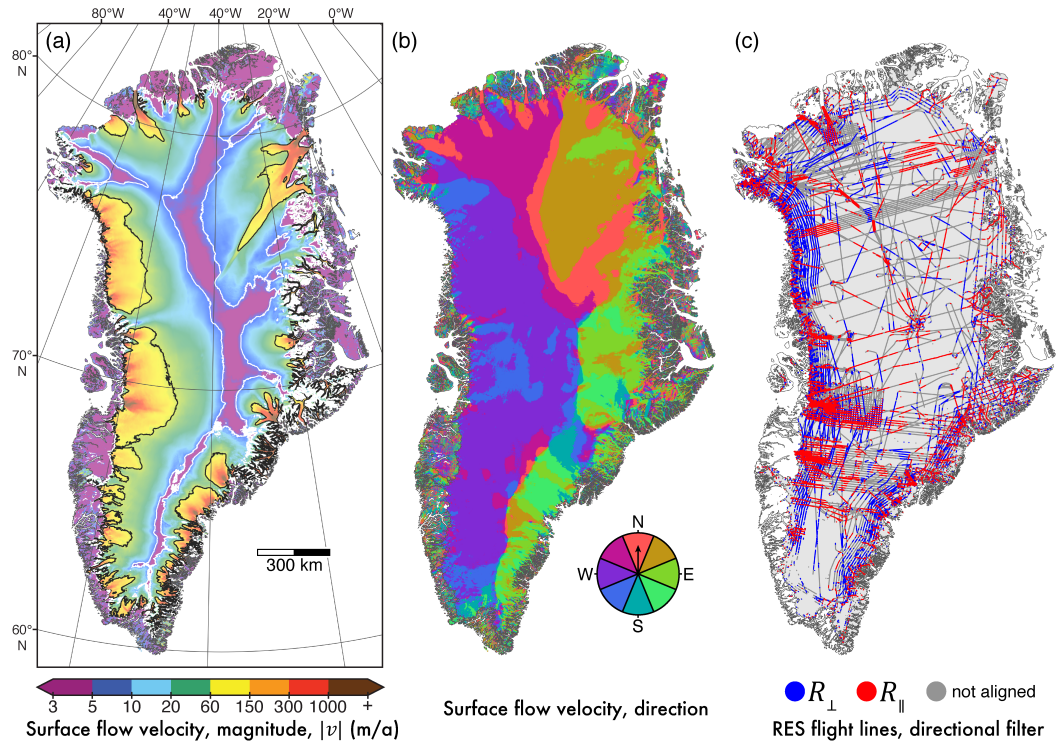 80°W 60°W 40°W 20°W 0°W
(a) (b) (c)
80°
N
70°
N
60°
N
300 km
N
W E
S
3 5 10 20 60 150 300 1000 +
Surface flow velocity, magnitude, |v| (m/a)
Surface flow velocity, direction
R⊥ R∥ not aligned
RES flight lines, directional filter